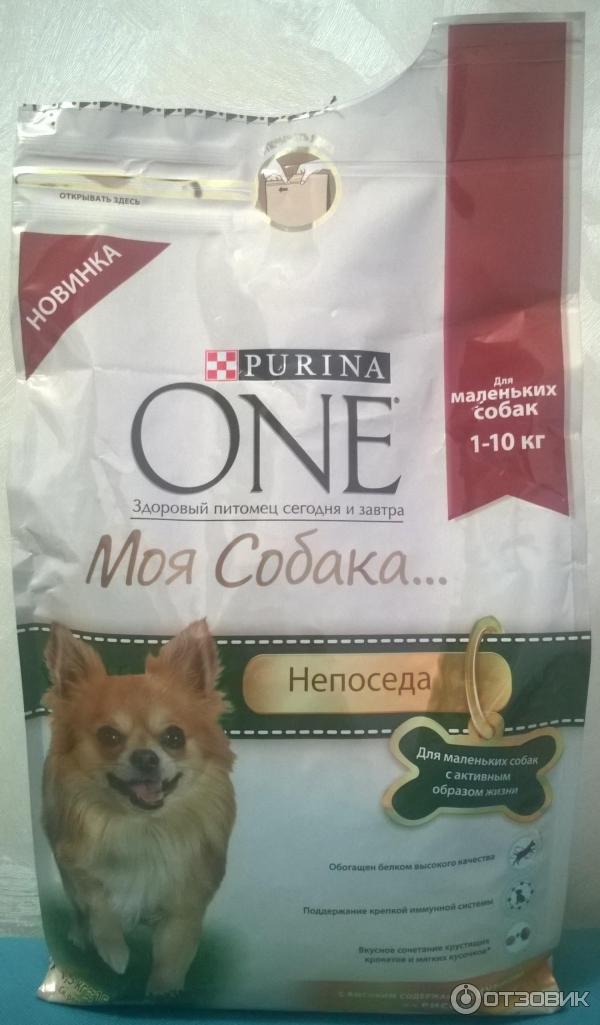 ОТКРЫВАТЬ ЗДЕСЬ
НОВИНКА
PURINA
ONE
Здоровый питомец сегодня и завтра
Для
маленьких
собак
1-10 кг
Моя Собака...
Непоседа
Для маленьких собак
с активным
образом жизни
Обогащен белком высокого качества
Поддержание крепкой иммунной системы
Вкусное сочетание хрустящих
крокетов и мягких кусочков*
С ВЫСОКИМ
ОТЗОВИК